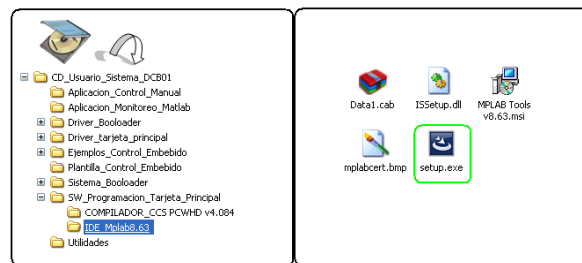 CD_Usuario_Sistema_DCB01
Aplicacion_Control_Manual
Aplicacion_Monitoreo_Matlab
Driver_Booloader
Driver_tarjeta_principal
Ejemplos_Control_Embebido
Plantilla_Control_Embebido
Sistema_Booloader
SW_Programacion_Tarjeta_Principal
COMPILADOR_CCS PCWHD v4.084
IDE_Mplab8.63
Utilidades
Data1.cab
ISSetup.dll
MPLAB Tools
v8.63.msi
mplabcert.bmp
setup.exe